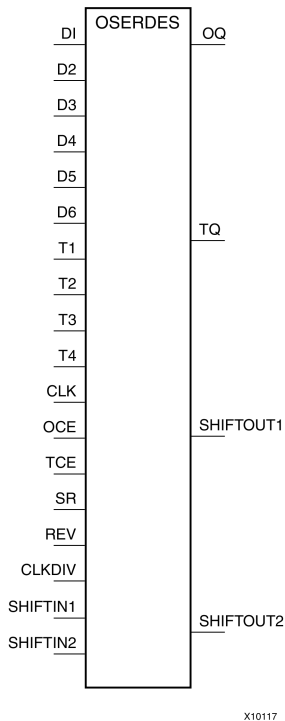 OSERDES
DI
D2
D3
D4
D5
D6
T1
T2
T3
T4
CLK
OCE
TCE
SR
REV
CLKDIV
SHIFTIN1
SHIFTIN2
OQ
TQ
SHIFTOUT1
SHIFTOUT2
X10117